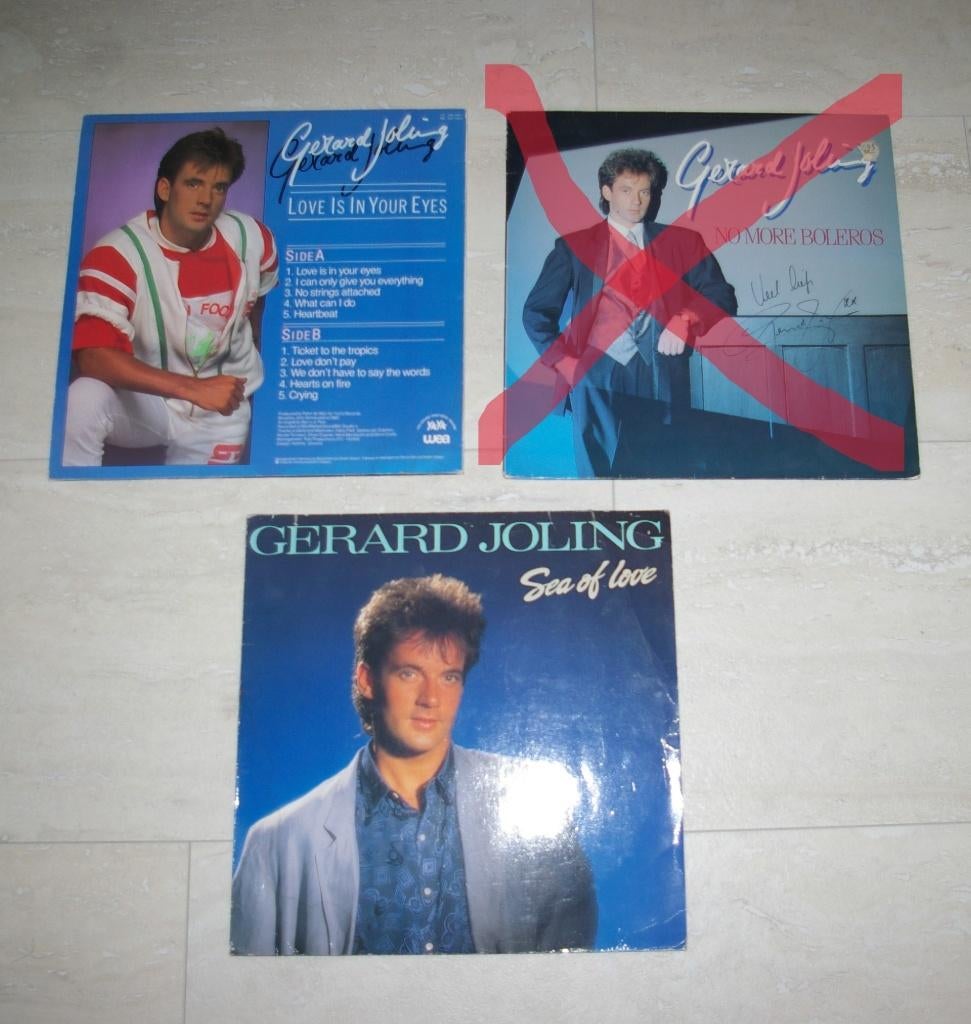 Gerard Joling
LOVE IS IN YOUR EYES
SIDE A
1. Love is in your eyes
2. I can only give you everything
3. No strings attached
4. What can I do
5. Heartbeat
SIDE B
1. Ticket to the tropics
2. Love don't pay
3. We don't have to say the words
4. Hearts on fire
5. Crying
wea
Gerard Joling
NO MORE BOLEROS
Veel liefs
GERARD JOLING
Sea of love